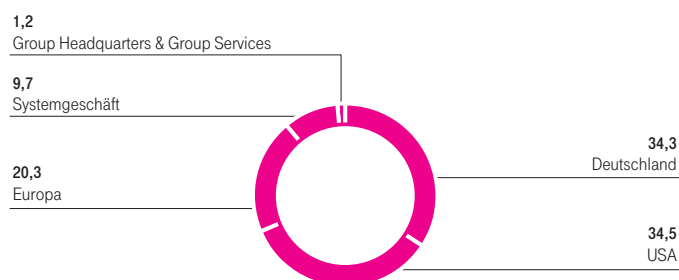 1,2
Group Headquarters & Group Services
9,7
Systemgeschäft
20,3
Europa
34,3
Deutschland
34,5
USA